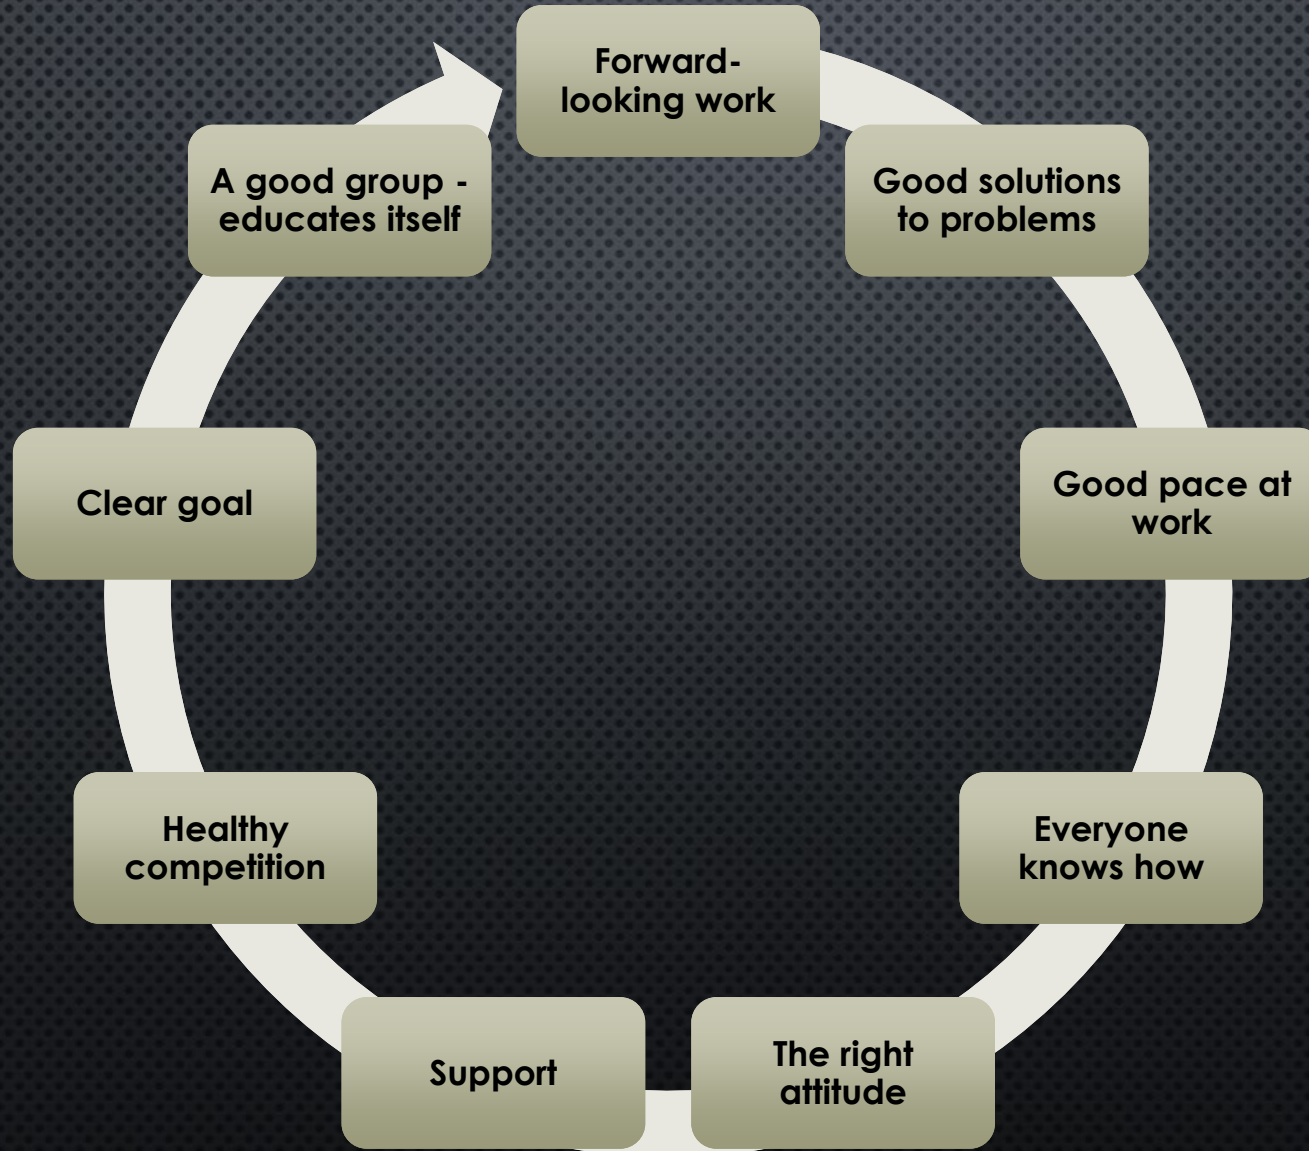 Forward-
looking work
Good solutions
to problems
Good pace at
work
Everyone
knows how
The right
attitude
Support
Healthy
competition
Clear goal
A good group -
educates itself